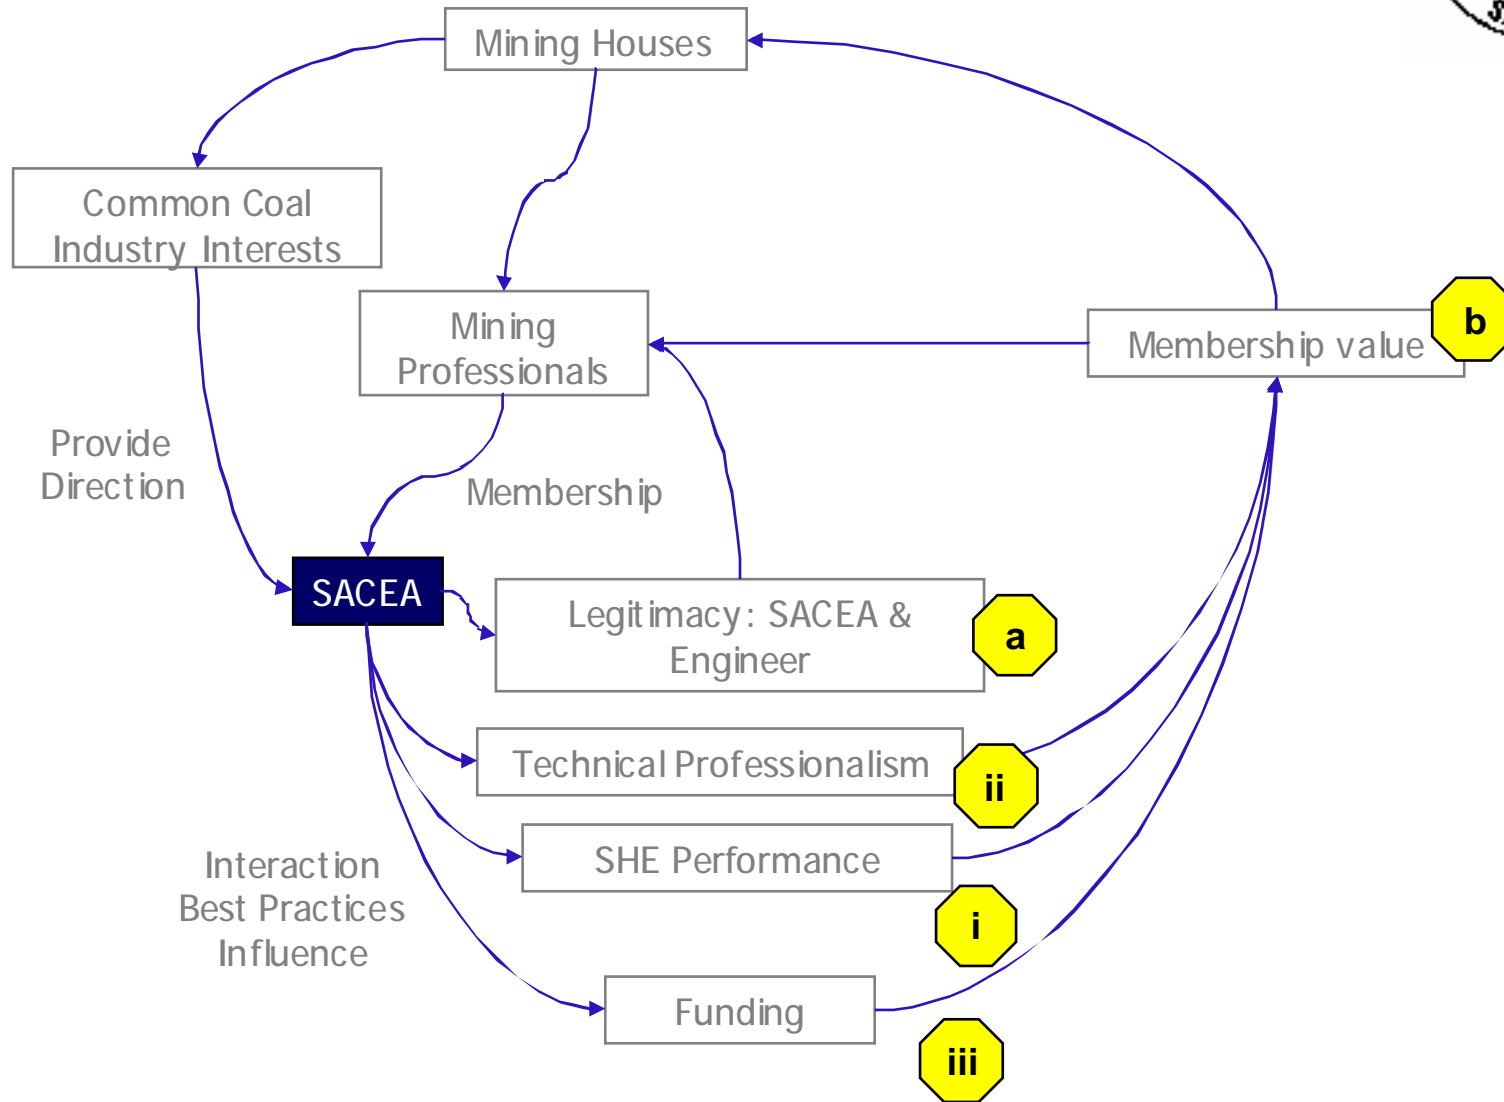 Mining Houses
Common Coal
Industry Interests
Mining
Professionals
Membership value
b
Provide
Direction
Membership
SACEA
Legitimacy: SACEA &
Engineer
a
Technical Professionalism
ii
SHE Performance
i
Interaction
Best Practices
Influence
Funding
iii